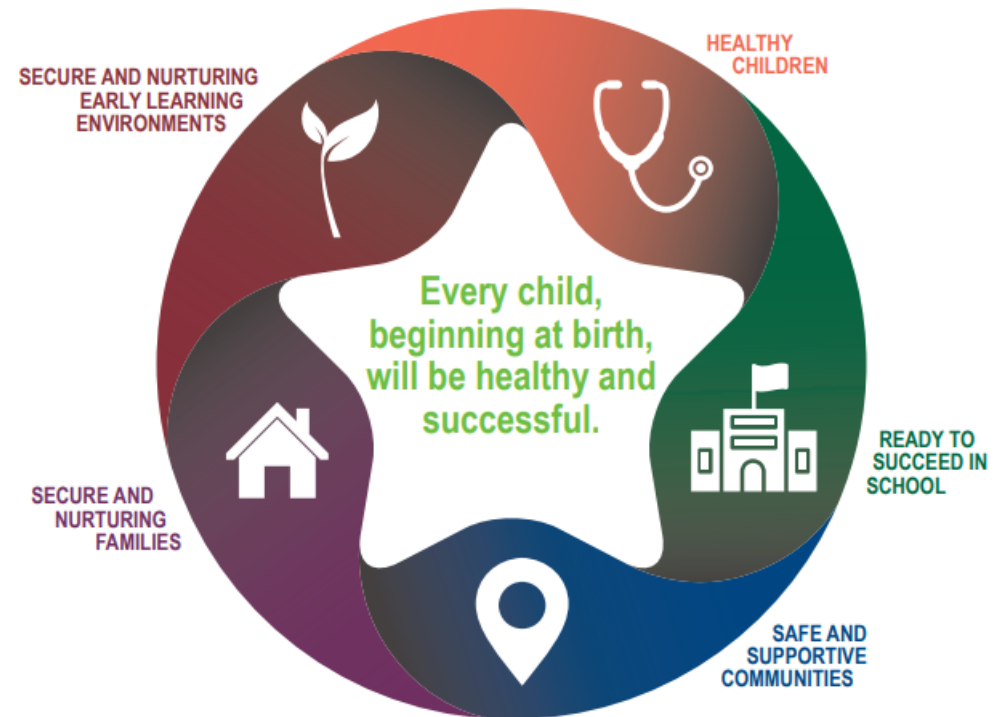 HEALTHY
CHILDREN
SECURE AND NURTURING
EARLY LEARNING
ENVIRONMENTS
Every child,
beginning at birth,
will be healthy and
successful.
READY TO
SUCCEED IN
SCHOOL
SECURE AND
NURTURING
FAMILIES
SAFE AND
SUPPORTIVE
COMMUNITIES